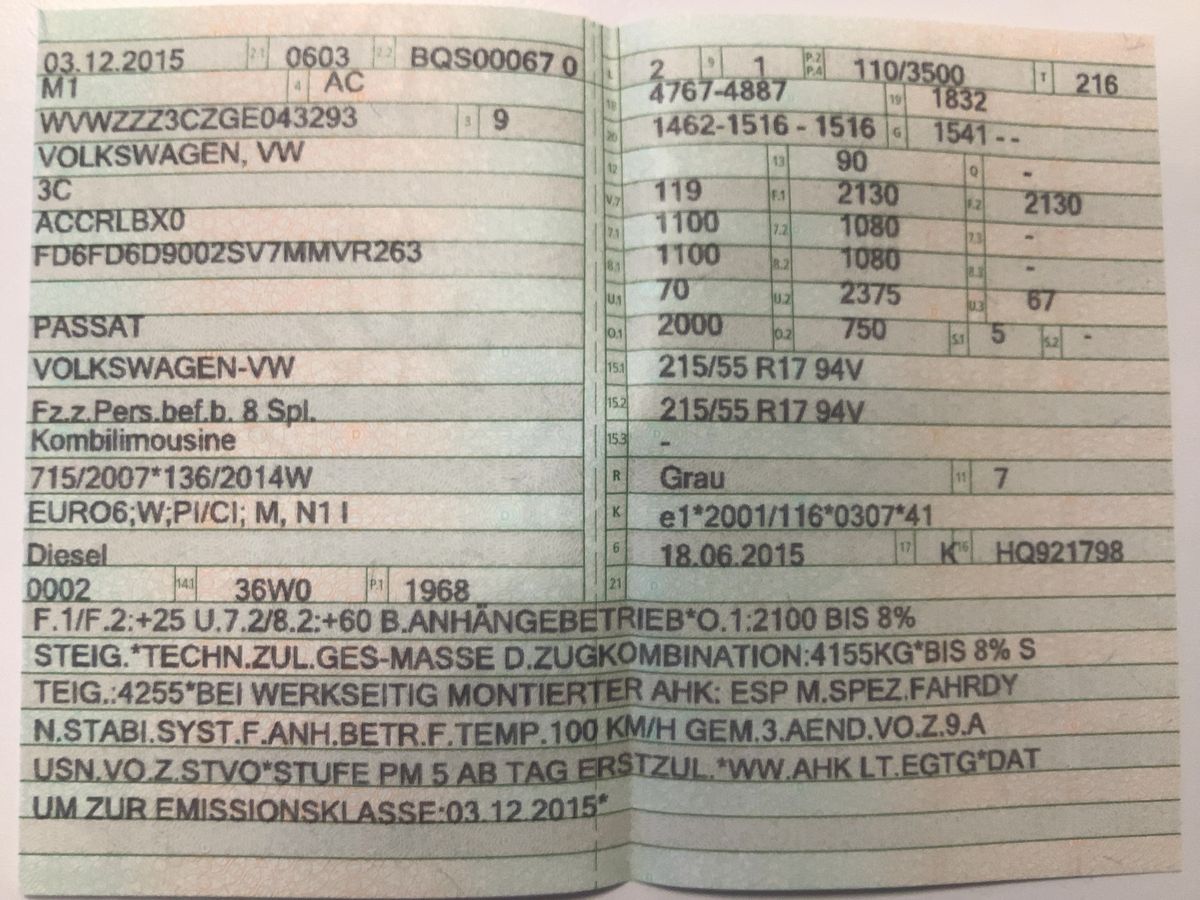 03.12.2015 2.1 0603 2.2 BQS00067 0
M1 4 AC
WVWZZZ3CZGE043293 3 9
VOLKSWAGEN, VW
3C
ACCRLBX0
FD6FD6D9002SV7MMVR263
PASSAT
VOLKSWAGEN-VW
Fz.z.Pers.bef.b. 8 Spl.
Kombilimousine
715/2007*136/2014W
EURO6;W;PI/CI; M, N1 I
Diesel
0002 14.1 36W0 P.1 1968
L 2 9 1 P.2 P.4 110/3500 T 216
18 4767-4887 19 1832
20 1462-1516 - 1516 G 1541 - -
12 13 90 Q -
V.7 119 F.1 2130 F.2 2130
7.1 1100 7.2 1080 7.3 -
8.1 1100 8.2 1080 8.3 -
U.1 70 U.2 2375 U.3 67
O.1 2000 O.2 750 S.1 5 S.2 -
15.1 215/55 R17 94V
15.2 215/55 R17 94V
15.3 -
R Grau 11 7
K e1*2001/116*0307*41
6 18.06.2015 17 K 16 HQ921798
21
F.1/F.2:+25 U.7.2/8.2:+60 B.ANHÄNGEBETRIEB*O.1:2100 BIS 8%
STEIG.*TECHN.ZUL.GES-MASSE D.ZUGKOMBINATION:4155KG*BIS 8% S
TEIG.:4255*BEI WERKSEITIG MONTIERTER AHK: ESP M.SPEZ.FAHRDY
N.STABI.SYST.F.ANH.BETR.F.TEMP.100 KM/H GEM.3.AEND.VO.Z.9.A
USN.VO.Z.STVO*STUFE PM 5 AB TAG ERSTZUL.*WW.AHK LT.EGTG*DAT
UM ZUR EMISSIONSKLASSE:03.12.2015*